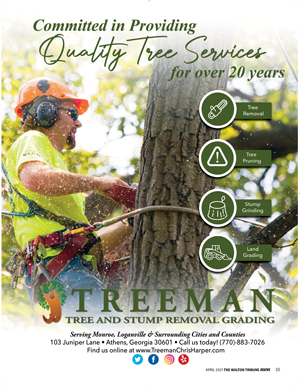 Committed in Providing
Quality Tree Services
for over 20 years
Tree
Removal
Tree
Pruning
Stump
Grinding
Land
Grading
TREEMAN
TREE AND STUMP REMOVAL GRADING
Serving Monroe, Loganville & Surrounding Cities and Counties
103 Juniper Lane • Athens, Georgia 30601 • Call us today! (770)-883-7026
Find us online at www.TreemanChrisHarper.com
APRIL 2021 THE WALTON TRIBUNE